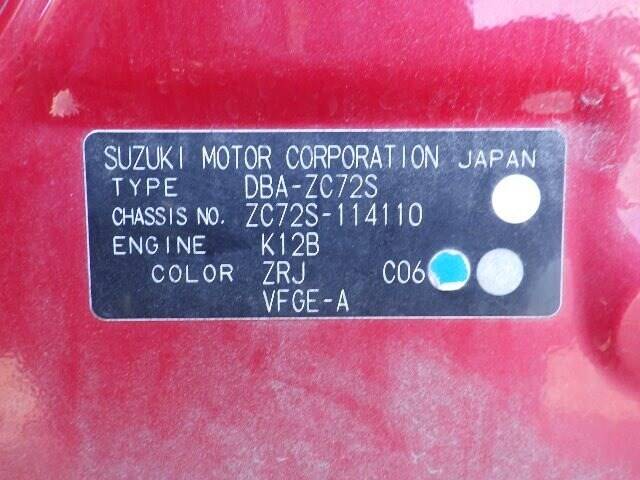 SUZUKI MOTOR CORPORATION JAPAN
TYPE DBA-ZC72S
CHASSIS NO. ZC72S-114110
ENGINE K12B
COLOR ZRJ C06
VFGE-A